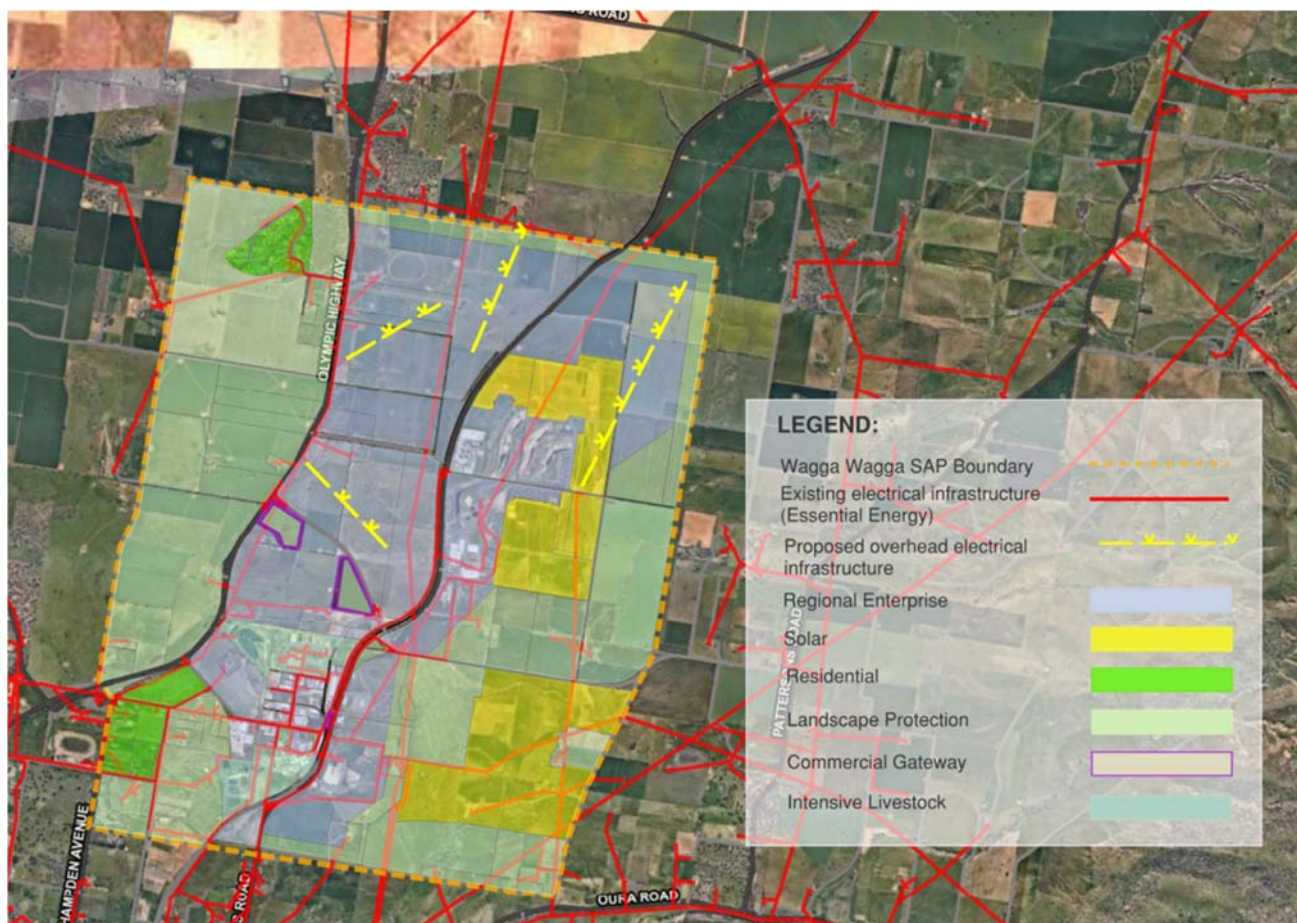 OLYMPIC HIGHWAY
LEGEND:
Wagga Wagga SAP Boundary
Existing electrical infrastructure
(Essential Energy)
Proposed overhead electrical
infrastructure
Regional Enterprise
Solar
Residential
Landscape Protection
Commercial Gateway
Intensive Livestock
PATTERSONS ROAD
HAMPDEN AVENUE
ROAD
OURA ROAD
ROAD